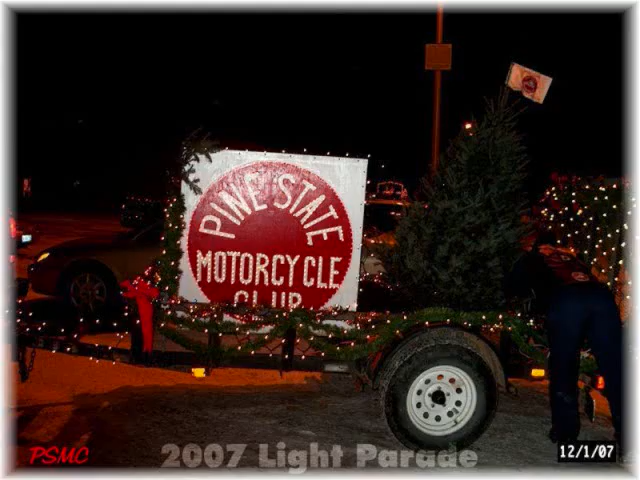 PINE STATE
MOTORCYCLE
CLUB
PSMC
2007 Light Parade
12/1/07